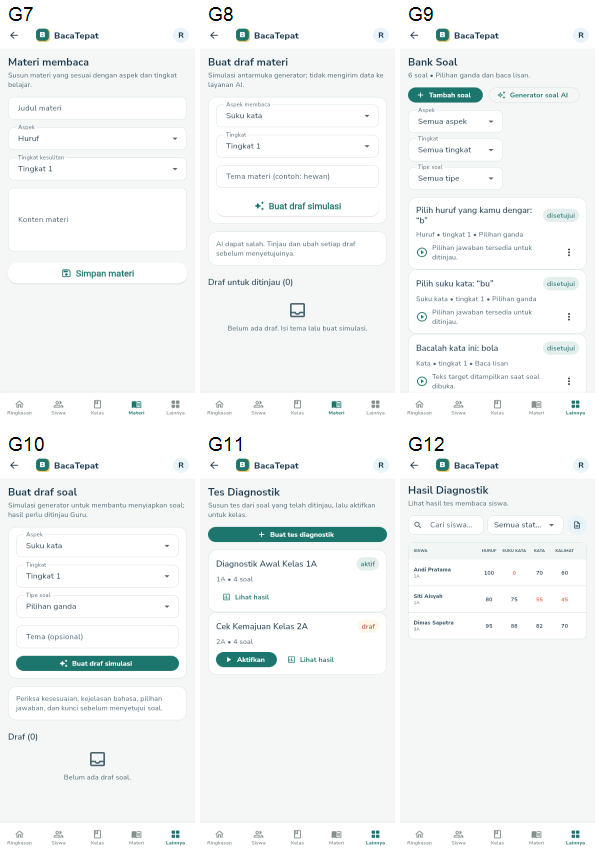 G7
B BacaTepat R
Materi membaca
Susun materi yang sesuai dengan aspek dan tingkat
belajar.
Judul materi
Aspek
Huruf
Tingkat kesulitan
Tingkat 1
Konten materi
Simpan materi
Ringkasan Siswa Kelas Materi Lainnya
G8
B BacaTepat R
Buat draf materi
Simulasi antarmuka generator; tidak mengirim data ke
layanan AI.
Aspek membaca
Suku kata
Tingkat
Tingkat 1
Tema materi (contoh: hewan)
Buat draf simulasi
AI dapat salah. Tinjau dan ubah setiap draf
sebelum menyetujuinya.
Draf untuk ditinjau (0)
Belum ada draf. Isi tema lalu buat simulasi.
Ringkasan Siswa Kelas Materi Lainnya
G9
B BacaTepat R
Bank Soal
6 soal • Pilihan ganda dan baca lisan.
+ Tambah soal
Generator soal AI
Aspek
Semua aspek
Tingkat
Semua tingkat
Tipe soal
Semua tipe
Pilih huruf yang kamu dengar:
"b"
disetujui
Huruf • tingkat 1 • Pilihan ganda
Pilihan jawaban tersedia untuk
ditinjau.
Pilih suku kata: "bu"
disetujui
Suku kata • tingkat 1 • Pilihan ganda
Pilihan jawaban tersedia untuk
ditinjau.
Bacalah kata ini: bola
disetujui
Kata • tingkat 1 • Baca lisan
Teks target ditampilkan saat soal
dibuka.
Ringkasan Siswa Kelas Materi Lainnya
G10
B BacaTepat R
Buat draf soal
Simulasi generator untuk membantu menyiapkan soal;
hasil perlu ditinjau Guru.
Aspek
Suku kata
Tingkat
Tingkat 1
Tipe soal
Pilihan ganda
Tema (opsional)
Buat draf simulasi
Periksa kesesuaian, kejelasan bahasa, pilihan
jawaban, dan kunci sebelum menyetujui soal.
Draf (0)
Belum ada draf soal.
Ringkasan Siswa Kelas Materi Lainnya
G11
B BacaTepat R
Tes Diagnostik
Susun tes dari soal yang telah ditinjau, lalu aktifkan
untuk kelas.
+ Buat tes diagnostik
Diagnostik Awal Kelas 1A
aktif
1A • 4 soal
Lihat hasil
Cek Kemajuan Kelas 2A
draf
2A • 4 soal
Aktifkan
Lihat hasil
Ringkasan Siswa Kelas Materi Lainnya
G12
B BacaTepat R
Hasil Diagnostik
Lihat hasil tes membaca siswa.
Cari siswa...
Semua stat...
SISWA HURUF SUKU KATA KATA KALIMAT
Andi Pratama 100 0 70 60
1A
Siti Aisyah 80 75 55 45
Dimas Saputra 95 88 82 70
Ringkasan Siswa Kelas Materi Lainnya